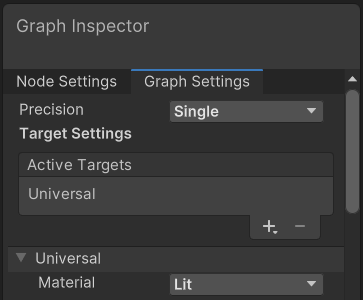 Graph Inspector
Node Settings Graph Settings
Precision Single
Target Settings
Active Targets
Universal
Universal
Material Lit